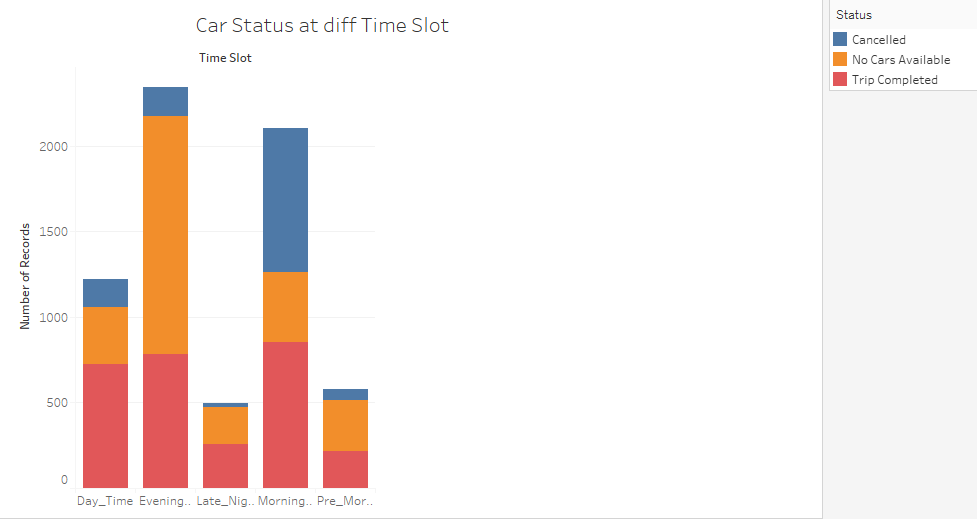 Car Status at diff Time Slot
Time Slot
Status
Cancelled
No Cars Available
Trip Completed
Number of Records
2000
1500
1000
500
0
Day_Time Evening.. Late_Nig.. Morning.. Pre_Mor..